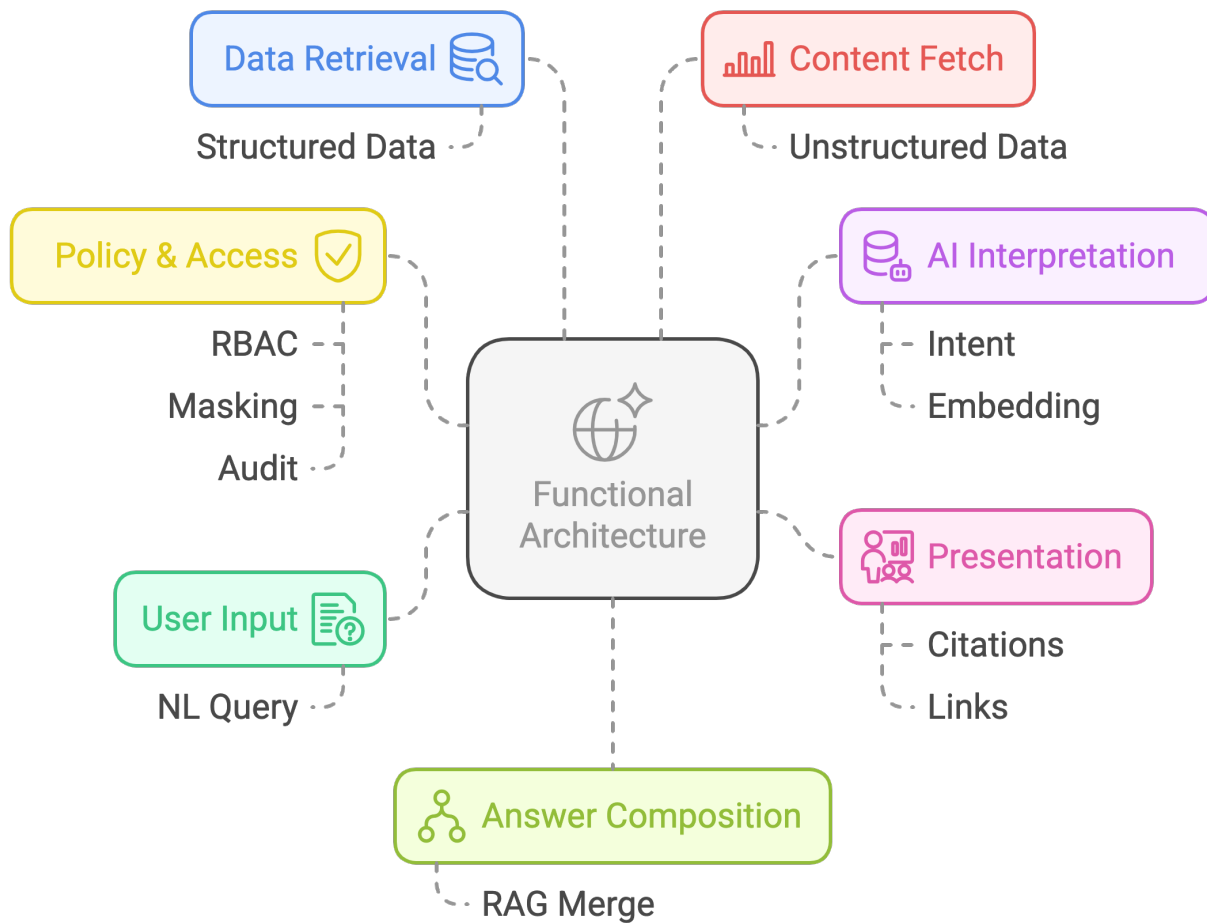 Data Retrieval
Structured Data
Content Fetch
Unstructured Data
Policy & Access
RBAC
Masking
Audit
AI Interpretation
Intent
Embedding
Functional
Architecture
User Input
NL Query
Presentation
Citations
Links
Answer Composition
RAG Merge